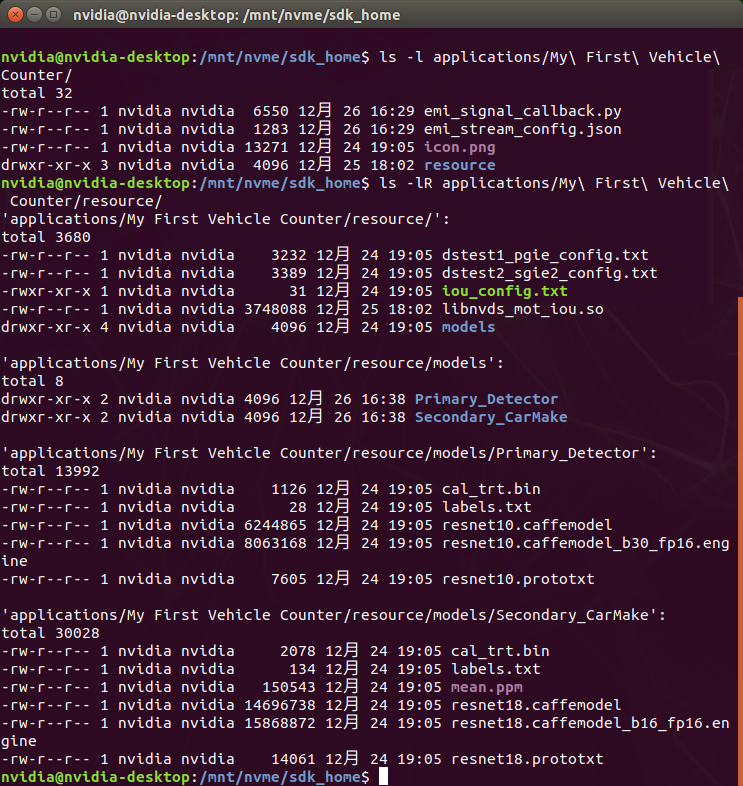 nvidia@nvidia-desktop: /mnt/nvme/sdk_home
nvidia@nvidia-desktop:/mnt/nvme/sdk_home$ ls -l applications/My\ First\ Vehicle\
Counter/
total 32
-rw-r--r-- 1 nvidia nvidia  6550 12月 26 16:29 emi_signal_callback.py
-rw-r--r-- 1 nvidia nvidia  1283 12月 26 16:29 emi_stream_config.json
-rw-r--r-- 1 nvidia nvidia 13271 12月 24 19:05 icon.png
drwxr-xr-x 3 nvidia nvidia  4096 12月 25 18:02 resource
nvidia@nvidia-desktop:/mnt/nvme/sdk_home$ ls -lR applications/My\ First\ Vehicle\
 Counter/resource/
'applications/My First Vehicle Counter/resource/':
total 3680
-rw-r--r-- 1 nvidia nvidia    3232 12月 24 19:05 dstest1_pgie_config.txt
-rw-r--r-- 1 nvidia nvidia    3389 12月 24 19:05 dstest2_sgie2_config.txt
-rwxr-xr-x 1 nvidia nvidia      31 12月 24 19:05 iou_config.txt
-rw-r--r-- 1 nvidia nvidia 3748088 12月 25 18:02 libnvds_mot_iou.so
drwxr-xr-x 4 nvidia nvidia    4096 12月 24 19:05 models
'applications/My First Vehicle Counter/resource/models':
total 8
drwxr-xr-x 2 nvidia nvidia 4096 12月 26 16:38 Primary_Detector
drwxr-xr-x 2 nvidia nvidia 4096 12月 26 16:38 Secondary_CarMake
'applications/My First Vehicle Counter/resource/models/Primary_Detector':
total 13992
-rw-r--r-- 1 nvidia nvidia    1126 12月 24 19:05 cal_trt.bin
-rw-r--r-- 1 nvidia nvidia      28 12月 24 19:05 labels.txt
-rw-r--r-- 1 nvidia nvidia 6244865 12月 24 19:05 resnet10.caffemodel
-rw-r--r-- 1 nvidia nvidia 8063168 12月 24 19:05 resnet10.caffemodel_b30_fp16.eng
ine
-rw-r--r-- 1 nvidia nvidia    7605 12月 24 19:05 resnet10.prototxt
'applications/My First Vehicle Counter/resource/models/Secondary_CarMake':
total 30028
-rw-r--r-- 1 nvidia nvidia     2078 12月 24 19:05 cal_trt.bin
-rw-r--r-- 1 nvidia nvidia      134 12月 24 19:05 labels.txt
-rw-r--r-- 1 nvidia nvidia   150543 12月 24 19:05 mean.ppm
-rw-r--r-- 1 nvidia nvidia 14696738 12月 24 19:05 resnet18.caffemodel
-rw-r--r-- 1 nvidia nvidia 15868872 12月 24 19:05 resnet18.caffemodel_b16_fp16.en
gine
-rw-r--r-- 1 nvidia nvidia    14061 12月 24 19:05 resnet18.prototxt
nvidia@nvidia-desktop:/mnt/nvme/sdk_home$